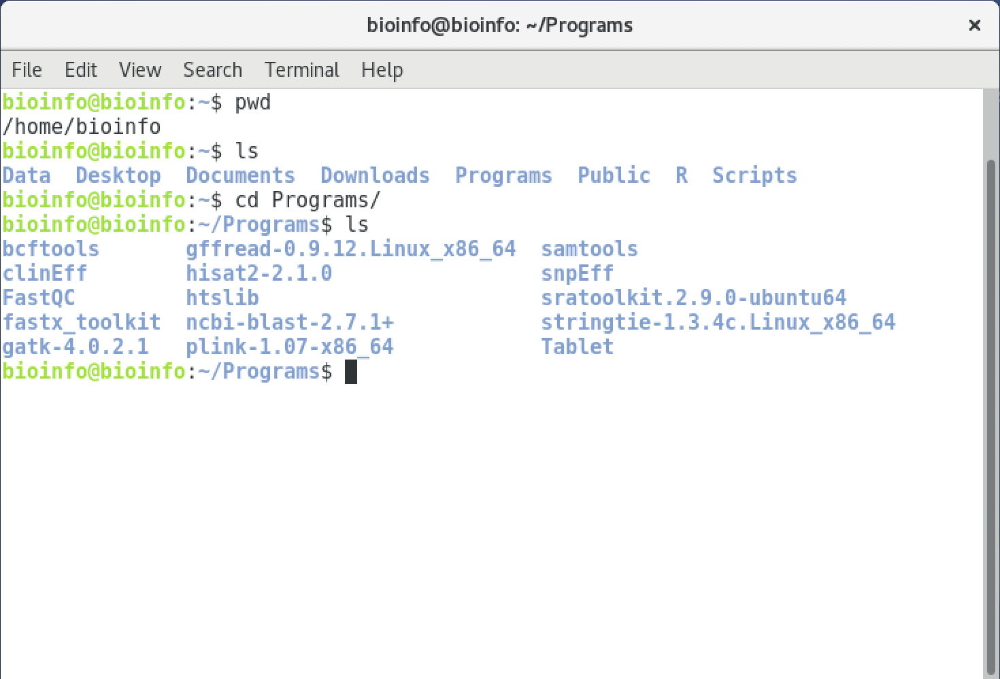 bioinfo@bioinfo: ~/Programs ×
File Edit View Search Terminal Help
bioinfo@bioinfo:~$ pwd
/home/bioinfo
bioinfo@bioinfo:~$ ls
Data Desktop Documents Downloads Programs Public R Scripts
bioinfo@bioinfo:~$ cd Programs/
bioinfo@bioinfo:~/Programs$ ls
bcftools gffread-0.9.12.Linux_x86_64 samtools
clinEff hisat2-2.1.0 snpEff
FastQC htslib sratoolkit.2.9.0-ubuntu64
fastx_toolkit ncbi-blast-2.7.1+ stringtie-1.3.4c.Linux_x86_64
gatk-4.0.2.1 plink-1.07-x86_64 Tablet
bioinfo@bioinfo:~/Programs$